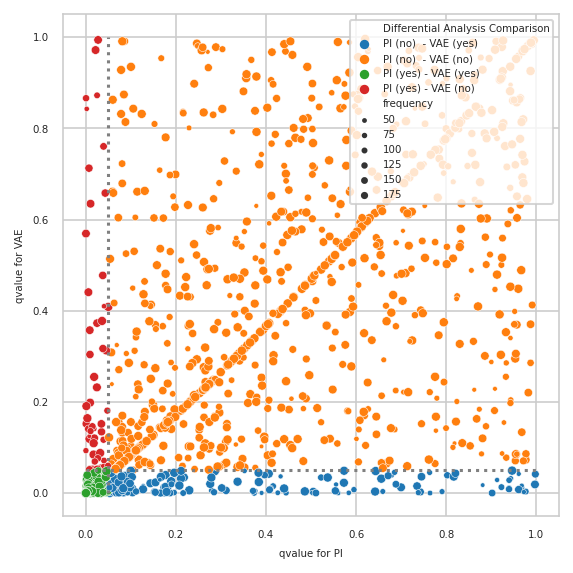 Differential Analysis Comparison
PI (no)  - VAE (yes)
PI (no)  - VAE (no)
PI (yes) - VAE (yes)
PI (yes) - VAE (no)
frequency
50
75
100
125
150
175
1.0
0.8
0.6
0.4
0.2
0.0
qvalue for VAE
0.0 0.2 0.4 0.6 0.8 1.0
qvalue for PI